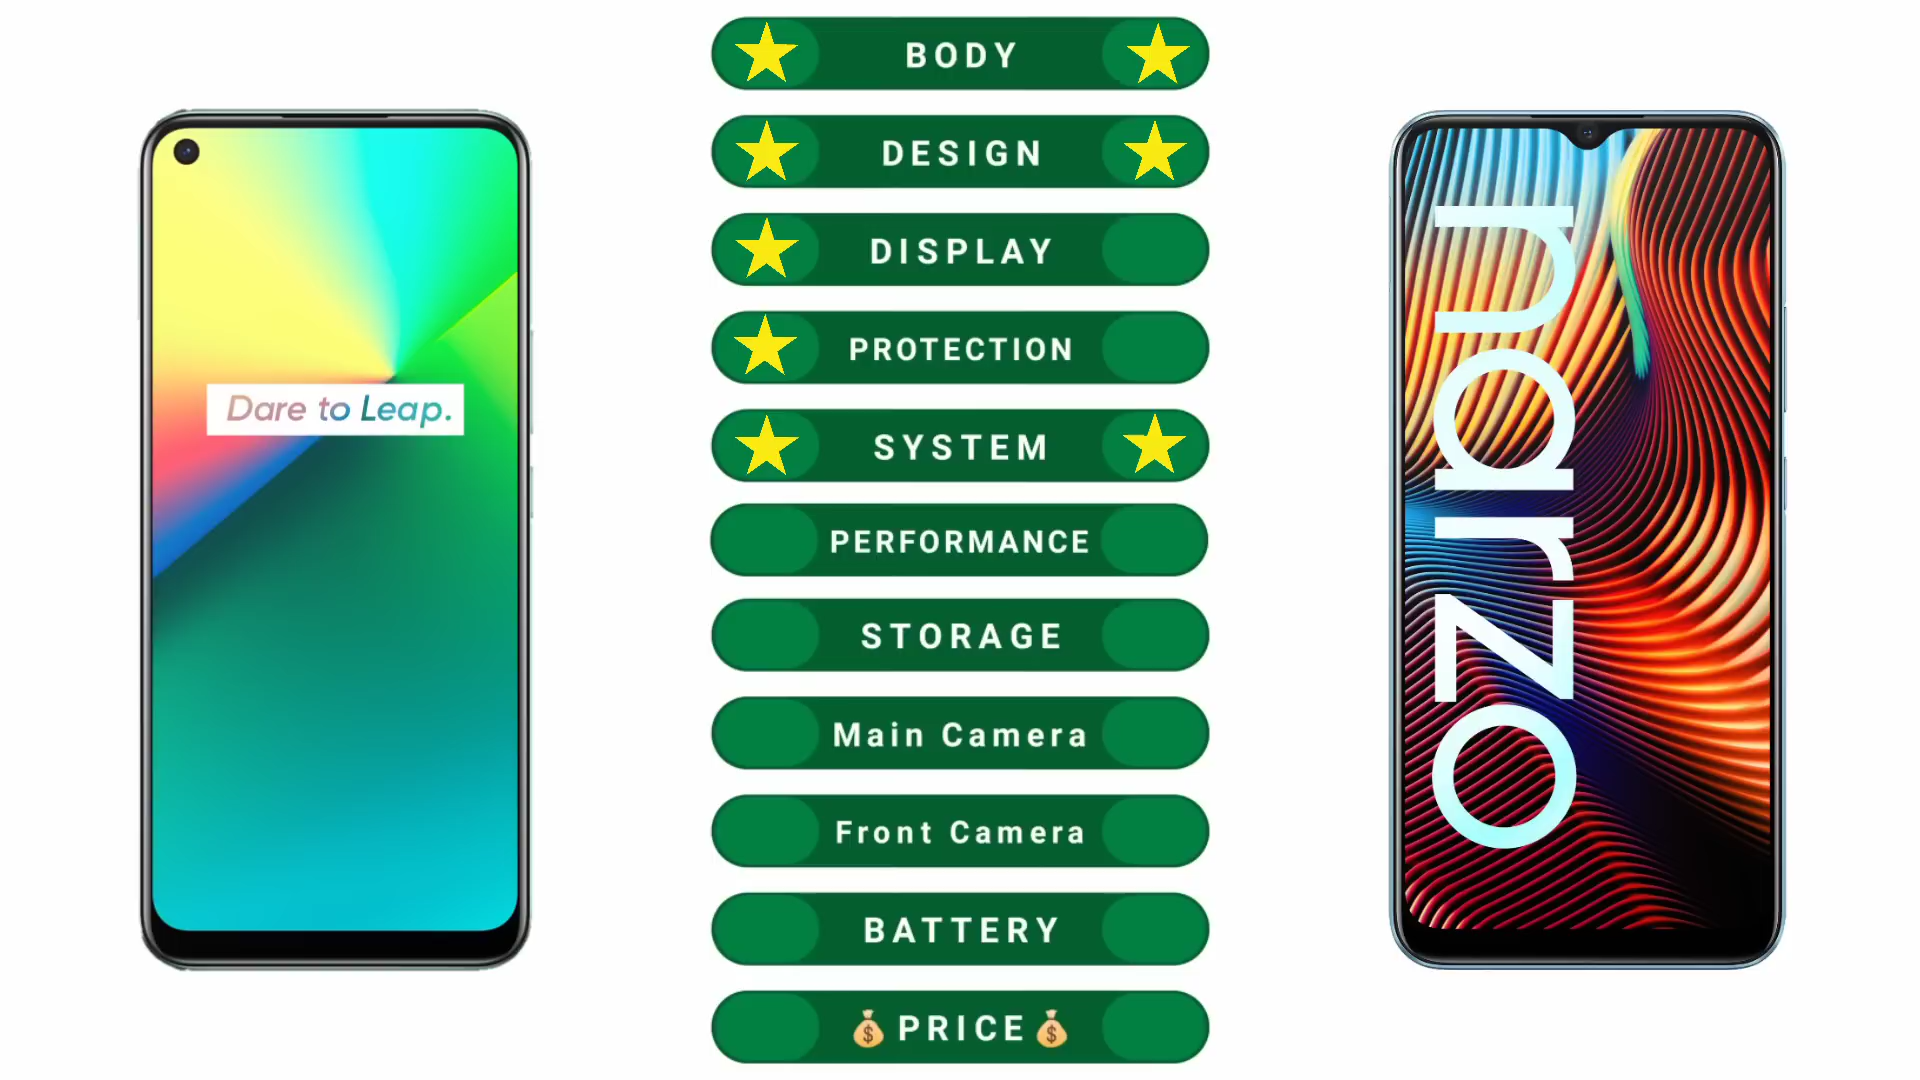 BODY
DESIGN
DISPLAY
PROTECTION
SYSTEM
PERFORMANCE
STORAGE
Main Camera
Front Camera
BATTERY
$ PRICE $
Dare to Leap.
narzo